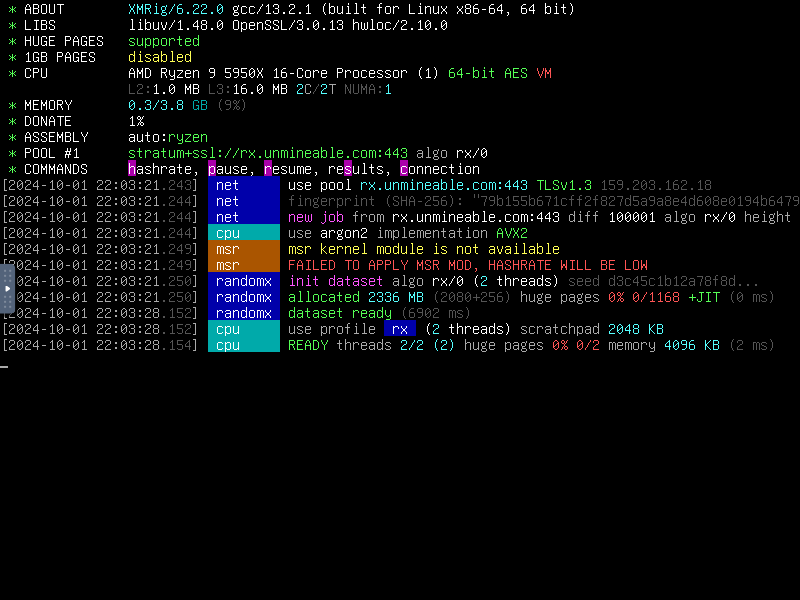 * ABOUT XMRig/6.22.0 gcc/13.2.1 (built for Linux x86-64, 64 bit)
* LIBS libuv/1.48.0 OpenSSL/3.0.13 hwloc/2.10.0
* HUGE PAGES supported
* 1GB PAGES disabled
* CPU AMD Ryzen 9 5950X 16-Core Processor (1) 64-bit AES VM
L2:1.0 MB L3:16.0 MB 2C/2T NUMA:1
* MEMORY 0.3/3.8 GB (9%)
* DONATE 1%
* ASSEMBLY auto:ryzen
* POOL #1 stratum+ssl://rx.unmineable.com:443 algo rx/0
* COMMANDS hashrate, pause, resume, results, connection
[2024-10-01 22:03:21.243] net use pool rx.unmineable.com:443 TLSv1.3 159.203.162.18
[2024-10-01 22:03:21.244] net fingerprint (SHA-256): "79b155b671cff2f827d5a9a8e4d608e0194b6479
[2024-10-01 22:03:21.244] net new job from rx.unmineable.com:443 diff 100001 algo rx/0 height
[2024-10-01 22:03:21.244] cpu use argon2 implementation AVX2
[2024-10-01 22:03:21.249] msr msr kernel module is not available
[2024-10-01 22:03:21.249] msr FAILED TO APPLY MSR MOD, HASHRATE WILL BE LOW
[2024-10-01 22:03:21.250] randomx init dataset algo rx/0 (2 threads) seed d3c45c1b12a78f8d...
[2024-10-01 22:03:21.250] randomx allocated 2336 MB (2080+256) huge pages 0% 0/1168 +JIT (0 ms)
[2024-10-01 22:03:28.152] randomx dataset ready (6902 ms)
[2024-10-01 22:03:28.152] cpu use profile rx (2 threads) scratchpad 2048 KB
[2024-10-01 22:03:28.154] cpu READY threads 2/2 (2) huge pages 0% 0/2 memory 4096 KB (2 ms)